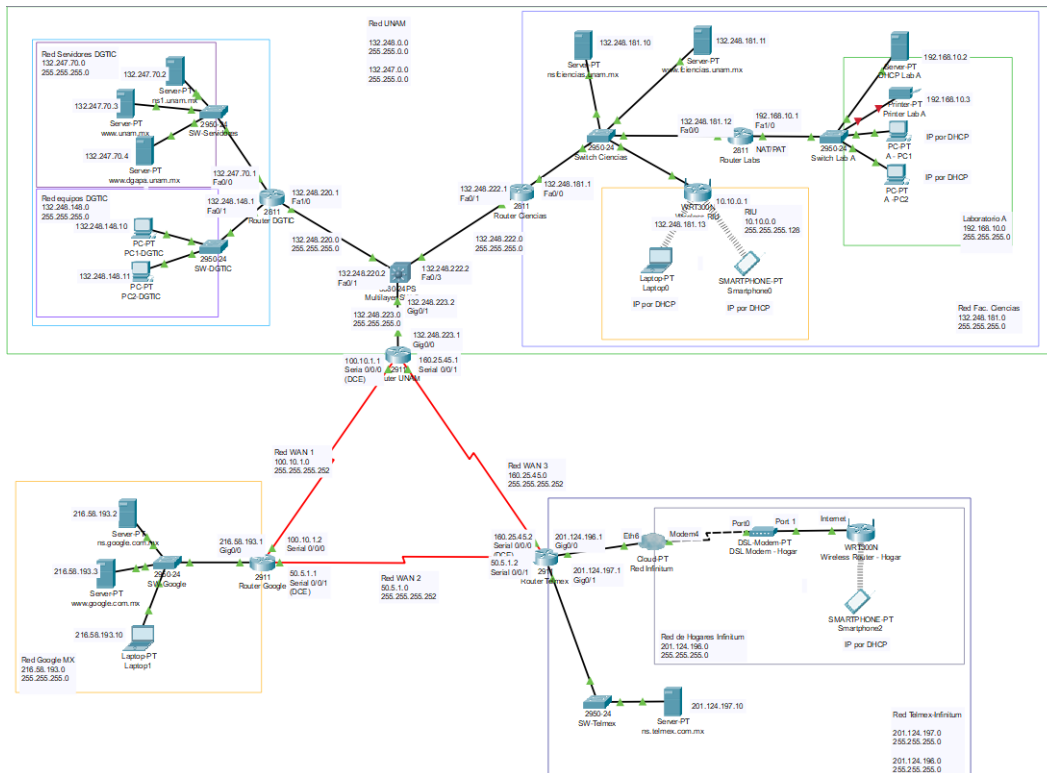 Red UNAM
132.248.0.0
255.255.0.0
132.247.0.0
255.255.0.0
Red Servidores DGTIC
132.247.70.0
255.255.255.0
132.247.70.2
Server-PT
ns1.unam.mx
132.247.70.3
Server-PT
www.unam.mx
2950-24
SW-Servidores
132.247.70.4
Server-PT
www.dgapa.unam.mx
132.247.70.1
Fa0/0
Red equipos DGTIC
132.248.148.0
255.255.255.0
132.248.148.1
Fa0/1
2811
Router DGTIC
132.248.220.1
Fa1/0
132.248.148.10
PC-PT
PC1-DGTIC
2950-24
SW-DGTIC
132.248.148.11
PC-PT
PC2-DGTIC
132.248.220.0
255.255.255.0
132.248.220.2
Fa0/1
24PS
Multilayer
132.248.222.2
Fa0/3
132.248.223.2
Gig0/1
132.248.223.0
255.255.255.0
132.248.223.1
Gig0/0
132.248.222.0
255.255.255.0
132.248.222.1
Fa0/1
132.248.181.1
Fa0/0
2811
Router Ciencias
132.248.181.10
Server-PT
132.248.181.11
Server-PT
www.fciencias.unam.mx
2950-24
Switch Ciencias
132.248.181.12
Fa0/0
2811
Router Labs
192.168.10.1
Fa1/0
NAT/PAT
2950-24
Switch Lab A
192.168.10.2
Server-PT
DHCP Lab A
192.168.10.3
Printer-PT
Printer Lab A
IP por DHCP
PC-PT
A - PC1
IP por DHCP
PC-PT
A -PC2
Laboratorio A
192.168.10.0
255.255.255.0
WRT300N
10.10.0.1
132.248.181.13
RIU
10.10.0.0
255.255.255.128
Laptop-PT
Laptop0
IP por DHCP
SMARTPHONE-PT
Smartphone0
IP por DHCP
Red Fac. Ciencias
132.248.181.0
255.255.255.0
100.10.1.1
Serial 0/0/0
(DCE)
UNAM
160.25.45.1
Serial 0/0/1
Red WAN 1
100.10.1.0
255.255.255.252
Red WAN 3
160.25.45.0
255.255.255.252
216.58.193.2
Server-PT
ns.google.com.mx
216.58.193.1
Gig0/0
100.10.1.2
Serial 0/0/0
216.58.193.3
Server-PT
www.google.com.mx
2950-24
SW-Google
2911
Router Google
50.5.1.1
Serial 0/0/1
(DCE)
216.58.193.10
Laptop-PT
Laptop1
Red Google MX
216.58.193.0
255.255.255.0
Red WAN 2
50.5.1.0
255.255.255.252
160.25.45.2
Serial 0/0/0
50.5.1.2
Serial 0/0/1
Router Telmex
201.124.196.1
Gig0/0
201.124.197.1
Gig0/1
Eth6
Cloud-PT
Red Infinitum
Modem4
Port0
Port 1
DSL-Modem-PT
DSL Modem - Hogar
Internet
WRT300N
Wireless Router - Hogar
SMARTPHONE-PT
Smartphone2
IP por DHCP
Red de Hogares Infinitum
201.124.196.0
255.255.255.0
2950-24
SW-Telmex
Server-PT
ns.telmex.com.mx
201.124.197.10
Red Telmex-Infinitum
201.124.197.0
255.255.255.0
201.124.196.0
255.255.255.0